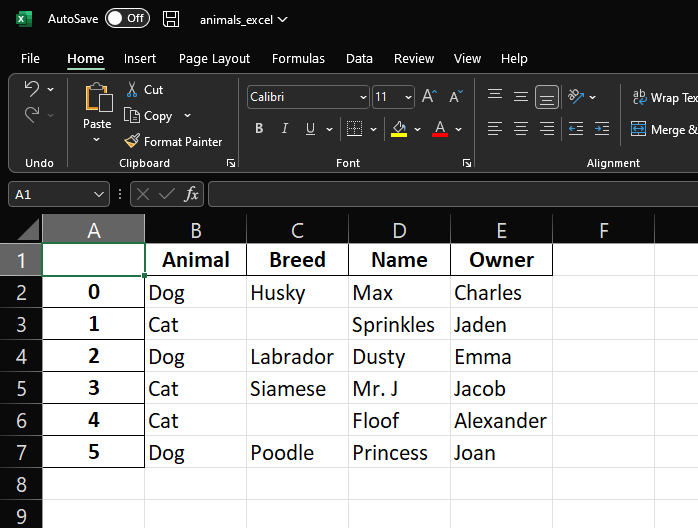 AutoSave Off animals_excel
File Home Insert Page Layout Formulas Data Review View Help
Cut
Copy
Format Painter
Paste
Calibri 11
B I U A
ab Wrap Tex
Merge &
Undo Clipboard Font Alignment
A1 fx
A B C D E F
1 Animal Breed Name Owner
2 0 Dog Husky Max Charles
3 1 Cat Sprinkles Jaden
4 2 Dog Labrador Dusty Emma
5 3 Cat Siamese Mr. J Jacob
6 4 Cat Floof Alexander
7 5 Dog Poodle Princess Joan
8
9